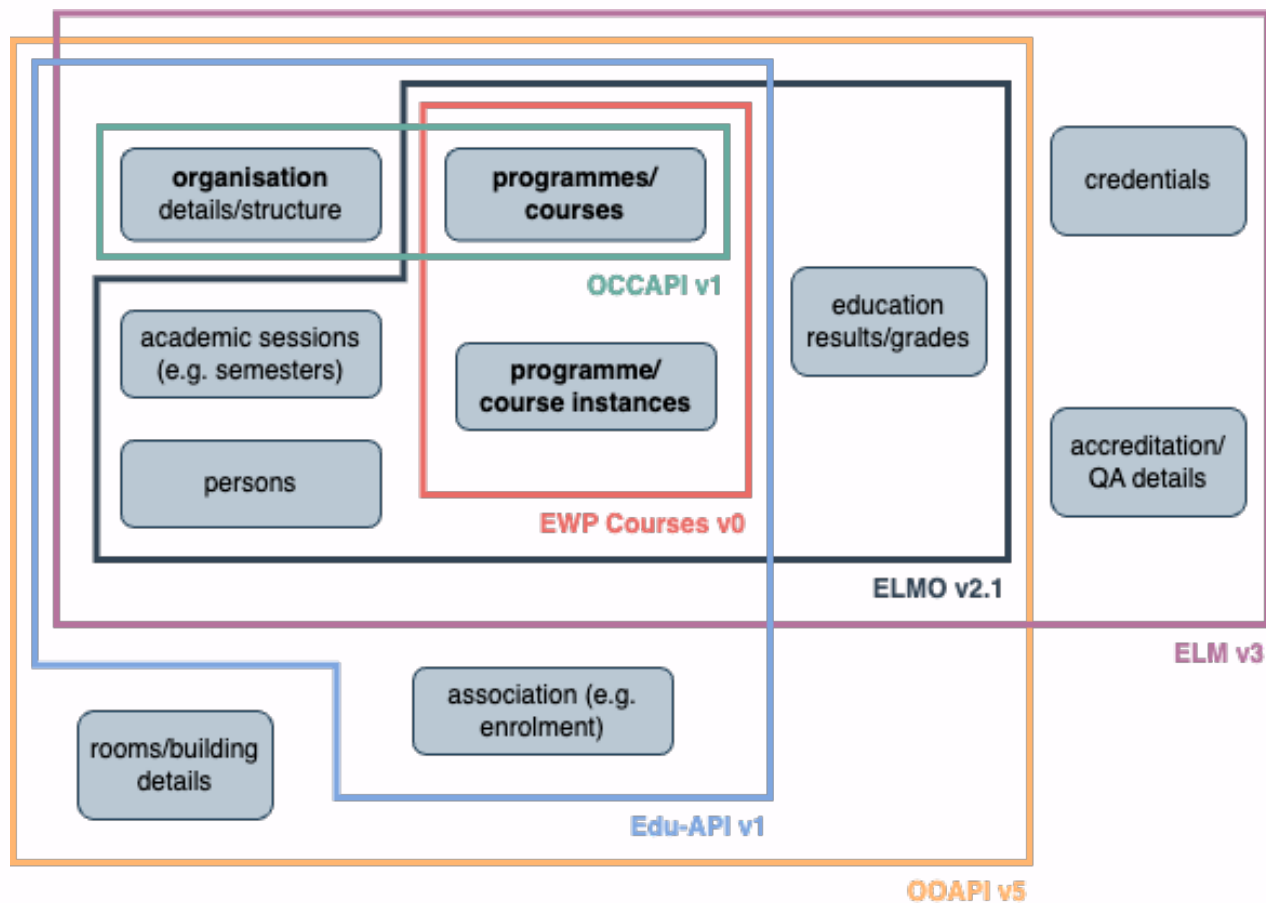 organisation
details/structure
programmes/
courses
credentials
OCCAPI v1
education
results/grades
academic sessions
(e.g. semesters)
programme/
course instances
accreditation/
QA details
persons
EWP Courses v0
ELMO v2.1
ELM v3
association (e.g.
enrolment)
rooms/building
details
Edu-API v1
OOAPI v5